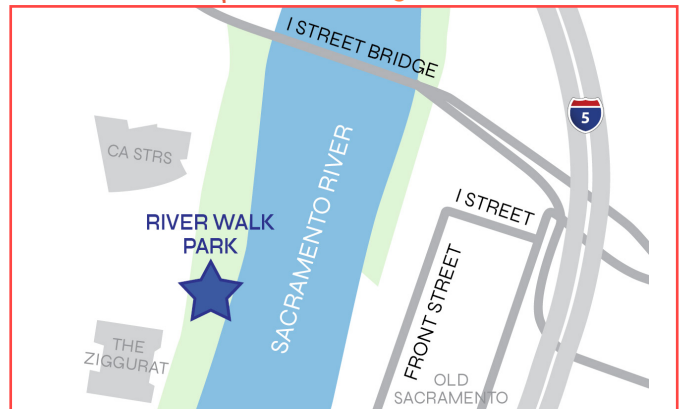 I STREET BRIDGE
5
CA STRS
SACRAMENTO RIVER
I STREET
RIVER WALK
PARK
FRONT STREET
THE
ZIGGURAT
OLD
SACRAMENTO